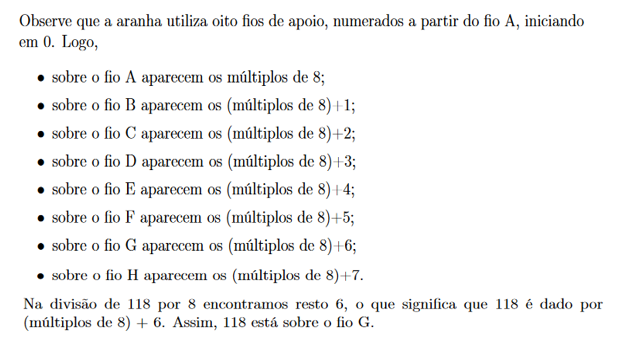 Observe que a aranha utiliza oito fios de apoio, numerados a partir do fio A, iniciando
em 0. Logo,
• sobre o fio A aparecem os múltiplos de 8;
• sobre o fio B aparecem os (múltiplos de 8)+1;
• sobre o fio C aparecem os (múltiplos de 8)+2;
• sobre o fio D aparecem os (múltiplos de 8)+3;
• sobre o fio E aparecem os (múltiplos de 8)+4;
• sobre o fio F aparecem os (múltiplos de 8)+5;
• sobre o fio G aparecem os (múltiplos de 8)+6;
• sobre o fio H aparecem os (múltiplos de 8)+7.
Na divisão de 118 por 8 encontramos resto 6, o que significa que 118 é dado por
(múltiplos de 8) + 6. Assim, 118 está sobre o fio G.